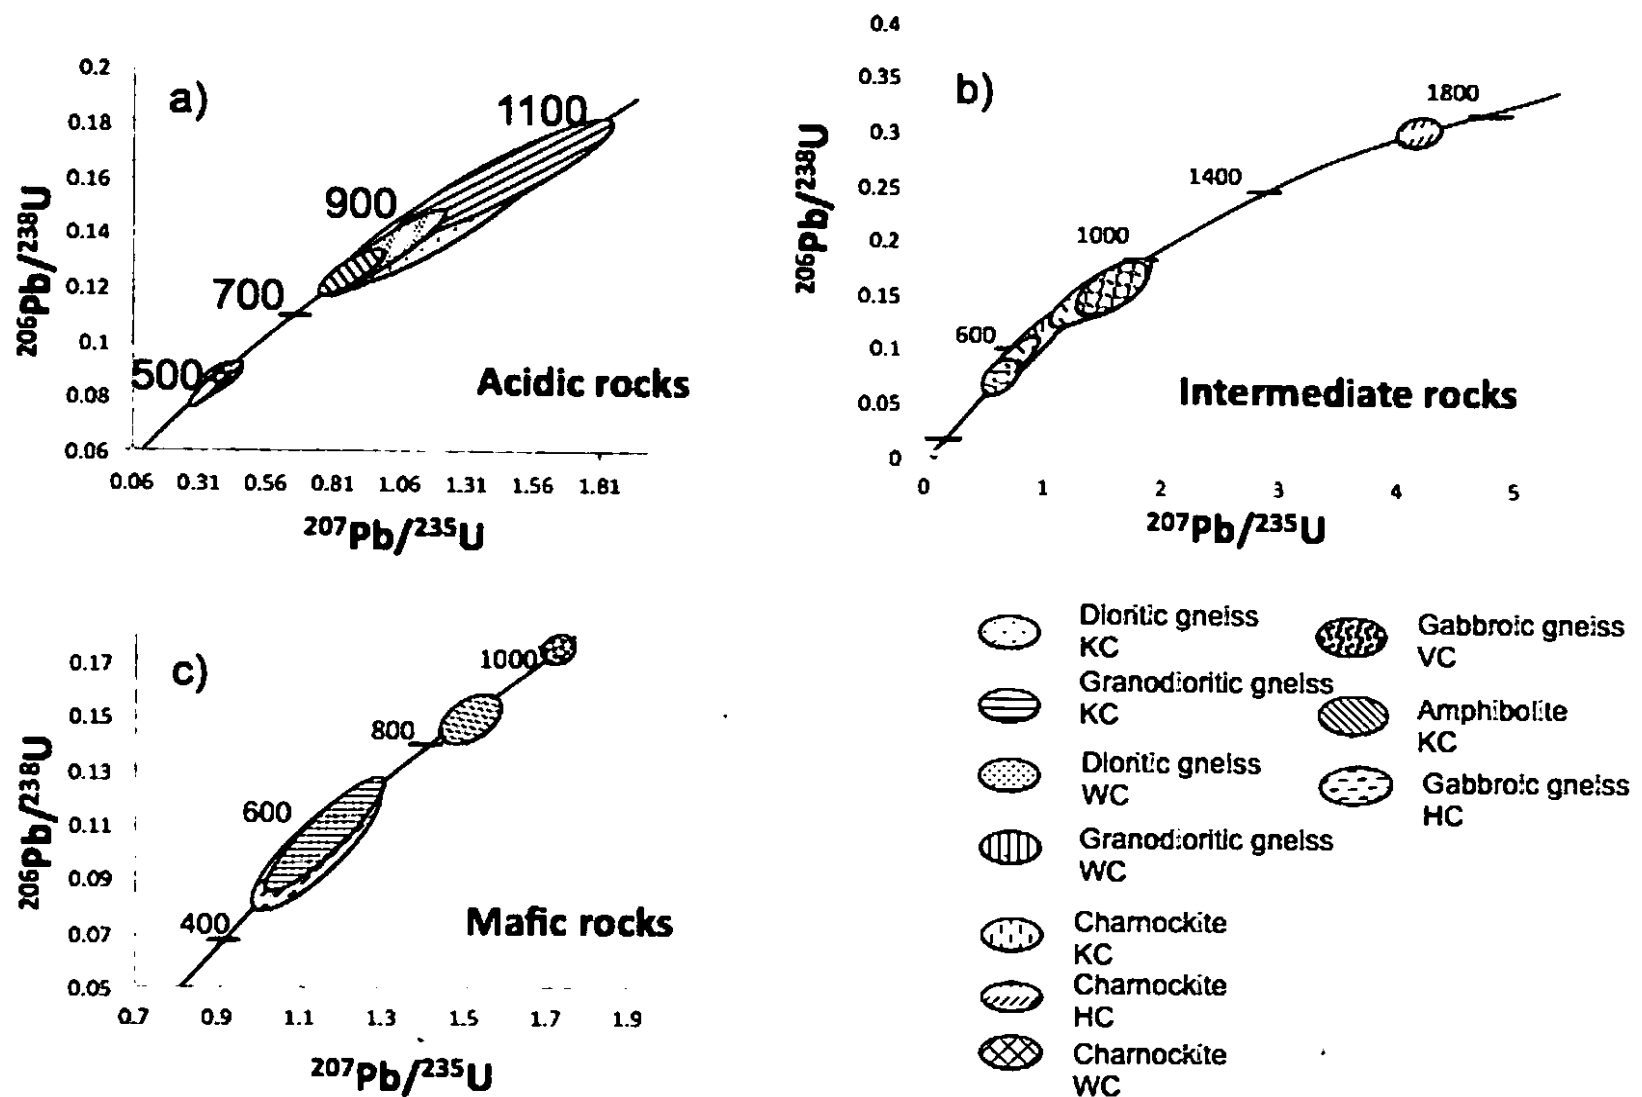 a)
0.2
0.18
0.16
0.14
0.12
0.1
0.08
0.06
206Pb/238U
1100
900
700
500
Acidic rocks
0.06 0.31 0.56 0.81 1.06 1.31 1.56 1.81
207Pb/235U
b)
0.4
0.35
0.3
0.25
0.2
0.15
0.1
0.05
0
206Pb/238U
1800
1400
1000
600
Intermediate rocks
0 1 2 3 4 5
207Pb/235U
c)
0.17
0.15
0.13
0.11
0.09
0.07
0.05
206Pb/238U
1000
800
600
400
Mafic rocks
0.7 0.9 1.1 1.3 1.5 1.7 1.9
207Pb/235U
Dioritic gneiss
KC
Granodioritic gneiss
KC
Dioritic gneiss
WC
Granodioritic gneiss
WC
Charnockite
KC
Charnockite
HC
Charnockite
WC
Gabbroic gneiss
VC
Amphibolite
KC
Gabbroic gneiss
HC